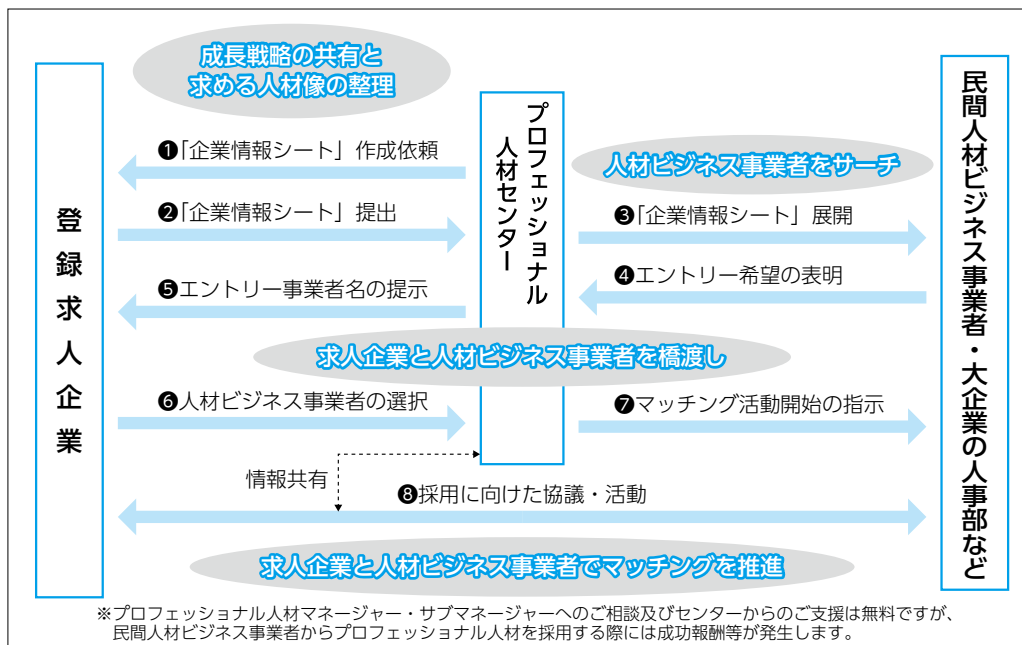 成長戦略の共有と
求める人材像の整理
登録求人企業
プロフェッショナル
人材センター
民間人材ビジネス事業者・大企業の人事部など
❶「企業情報シート」作成依頼
❷「企業情報シート」提出
人材ビジネス事業者をサーチ
❸「企業情報シート」展開
❹エントリー希望の表明
❺エントリー事業者名の提示
求人企業と人材ビジネス事業者を橋渡し
❻人材ビジネス事業者の選択
❼マッチング活動開始の指示
情報共有
❽採用に向けた協議・活動
求人企業と人材ビジネス事業者でマッチングを推進
※プロフェッショナル人材マネージャー・サブマネージャーへのご相談及びセンターからのご支援は無料ですが、
民間人材ビジネス事業者からプロフェッショナル人材を採用する際には成功報酬等が発生します。